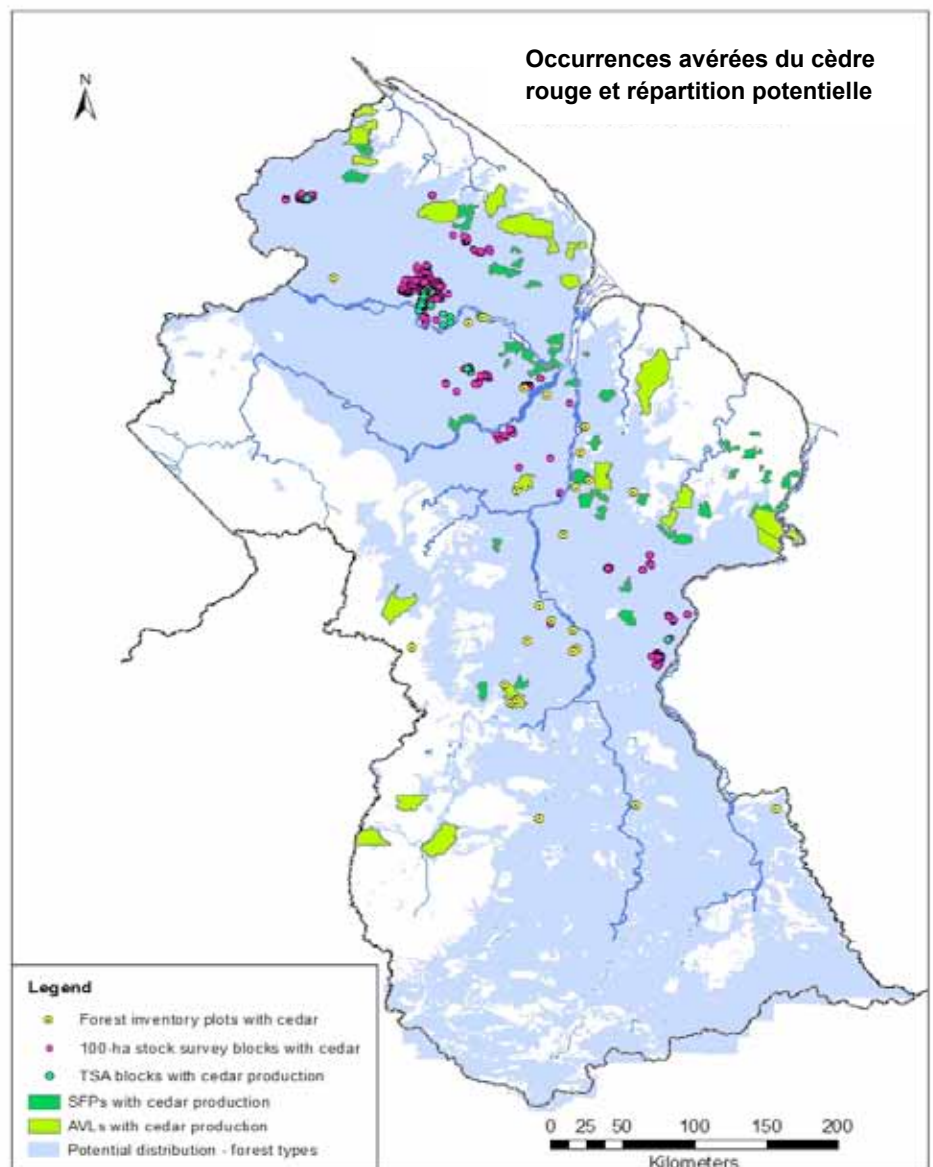 Occurrences avérées du cèdre
rouge et répartition potentielle
N
Legend
Forest inventory plots with cedar
100-ha stock survey blocks with cedar
TSA blocks with cedar production
SFPs with cedar production
AVLs with cedar production
Potential distribution - forest types
0 25 50 100 150 200
Kilometers